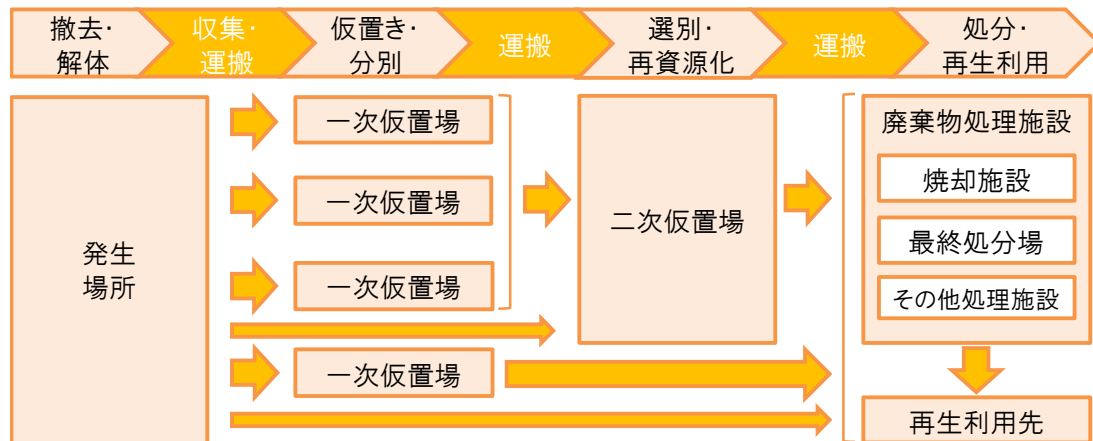 撤去・
解体
収集・
運搬
仮置き・
分別
運搬
選別・
再資源化
運搬
処分・
再生利用
発生
場所
一次仮置場
一次仮置場
一次仮置場
一次仮置場
二次仮置場
廃棄物処理施設
焼却施設
最終処分場
その他処理施設
再生利用先